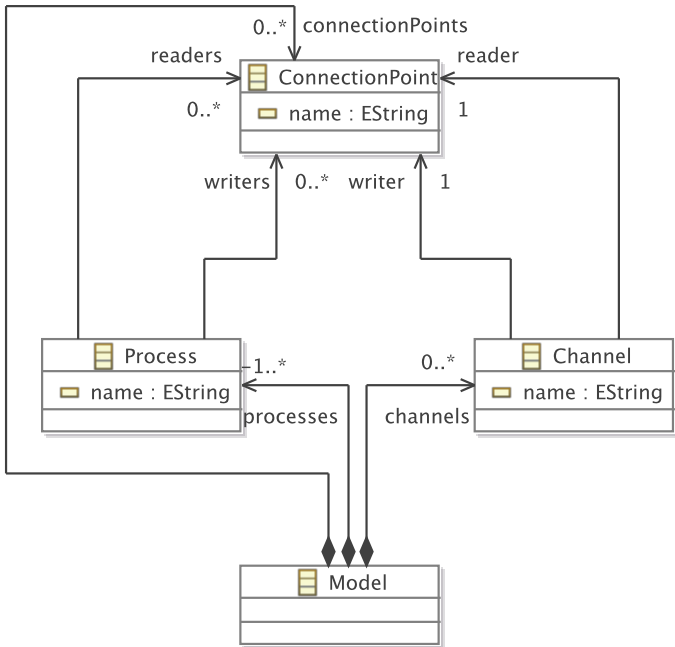 0..* connectionPoints
readers
reader
ConnectionPoint
0..*
name : EString
1
writers
0..*
writer
1
Process
name : EString
1..*
processes
0..*
channels
Channel
name : EString
Model